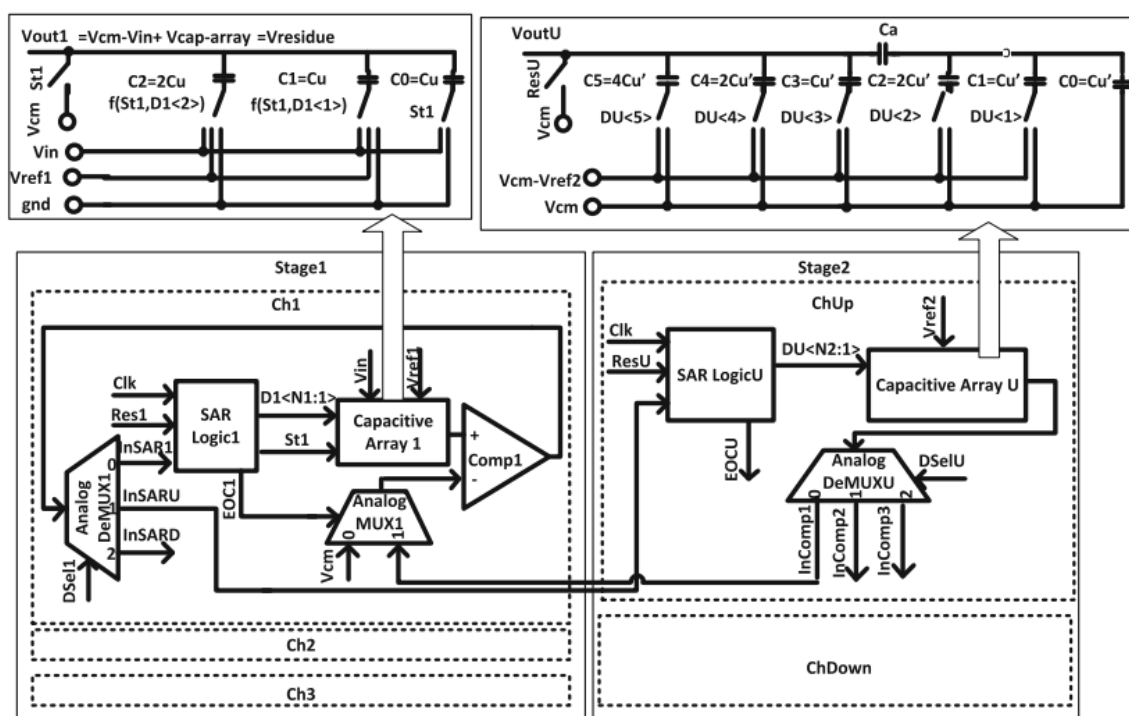 Vout1 =Vcm-Vin+ Vcap-array =Vresidue
St1
Vcm
C2=2Cu
f(St1,D1<2>)
C1=Cu
f(St1,D1<1>)
C0=Cu
St1
Vin
Vref1
gnd
VoutU
Ca
ResU
Vcm
C5=4Cu'
C4=2Cu'
C3=Cu'
C2=2Cu'
C1=Cu'
C0=Cu'
DU<5>
DU<4>
DU<3>
DU<2>
DU<1>
Vcm-Vref2
Vcm
Stage1
Ch1
Clk
Res1
InSAR1
SAR
Logic1
D1<N1:1>
St1
Vin
Vref1
Capacitive
Array 1
+
-
Comp1
Analog
DeMUX1
0
1
2
InSARU
InSARD
DSel1
EOC1
Analog
MUX1
0
1
Vcm
Ch2
Ch3
Stage2
ChUp
Clk
ResU
SAR LogicU
DU<N2:1>
Vref2
Capacitive Array U
EOCU
Analog
DeMUXU
0
1
2
DSelU
InComp1
InComp2
InComp3
ChDown